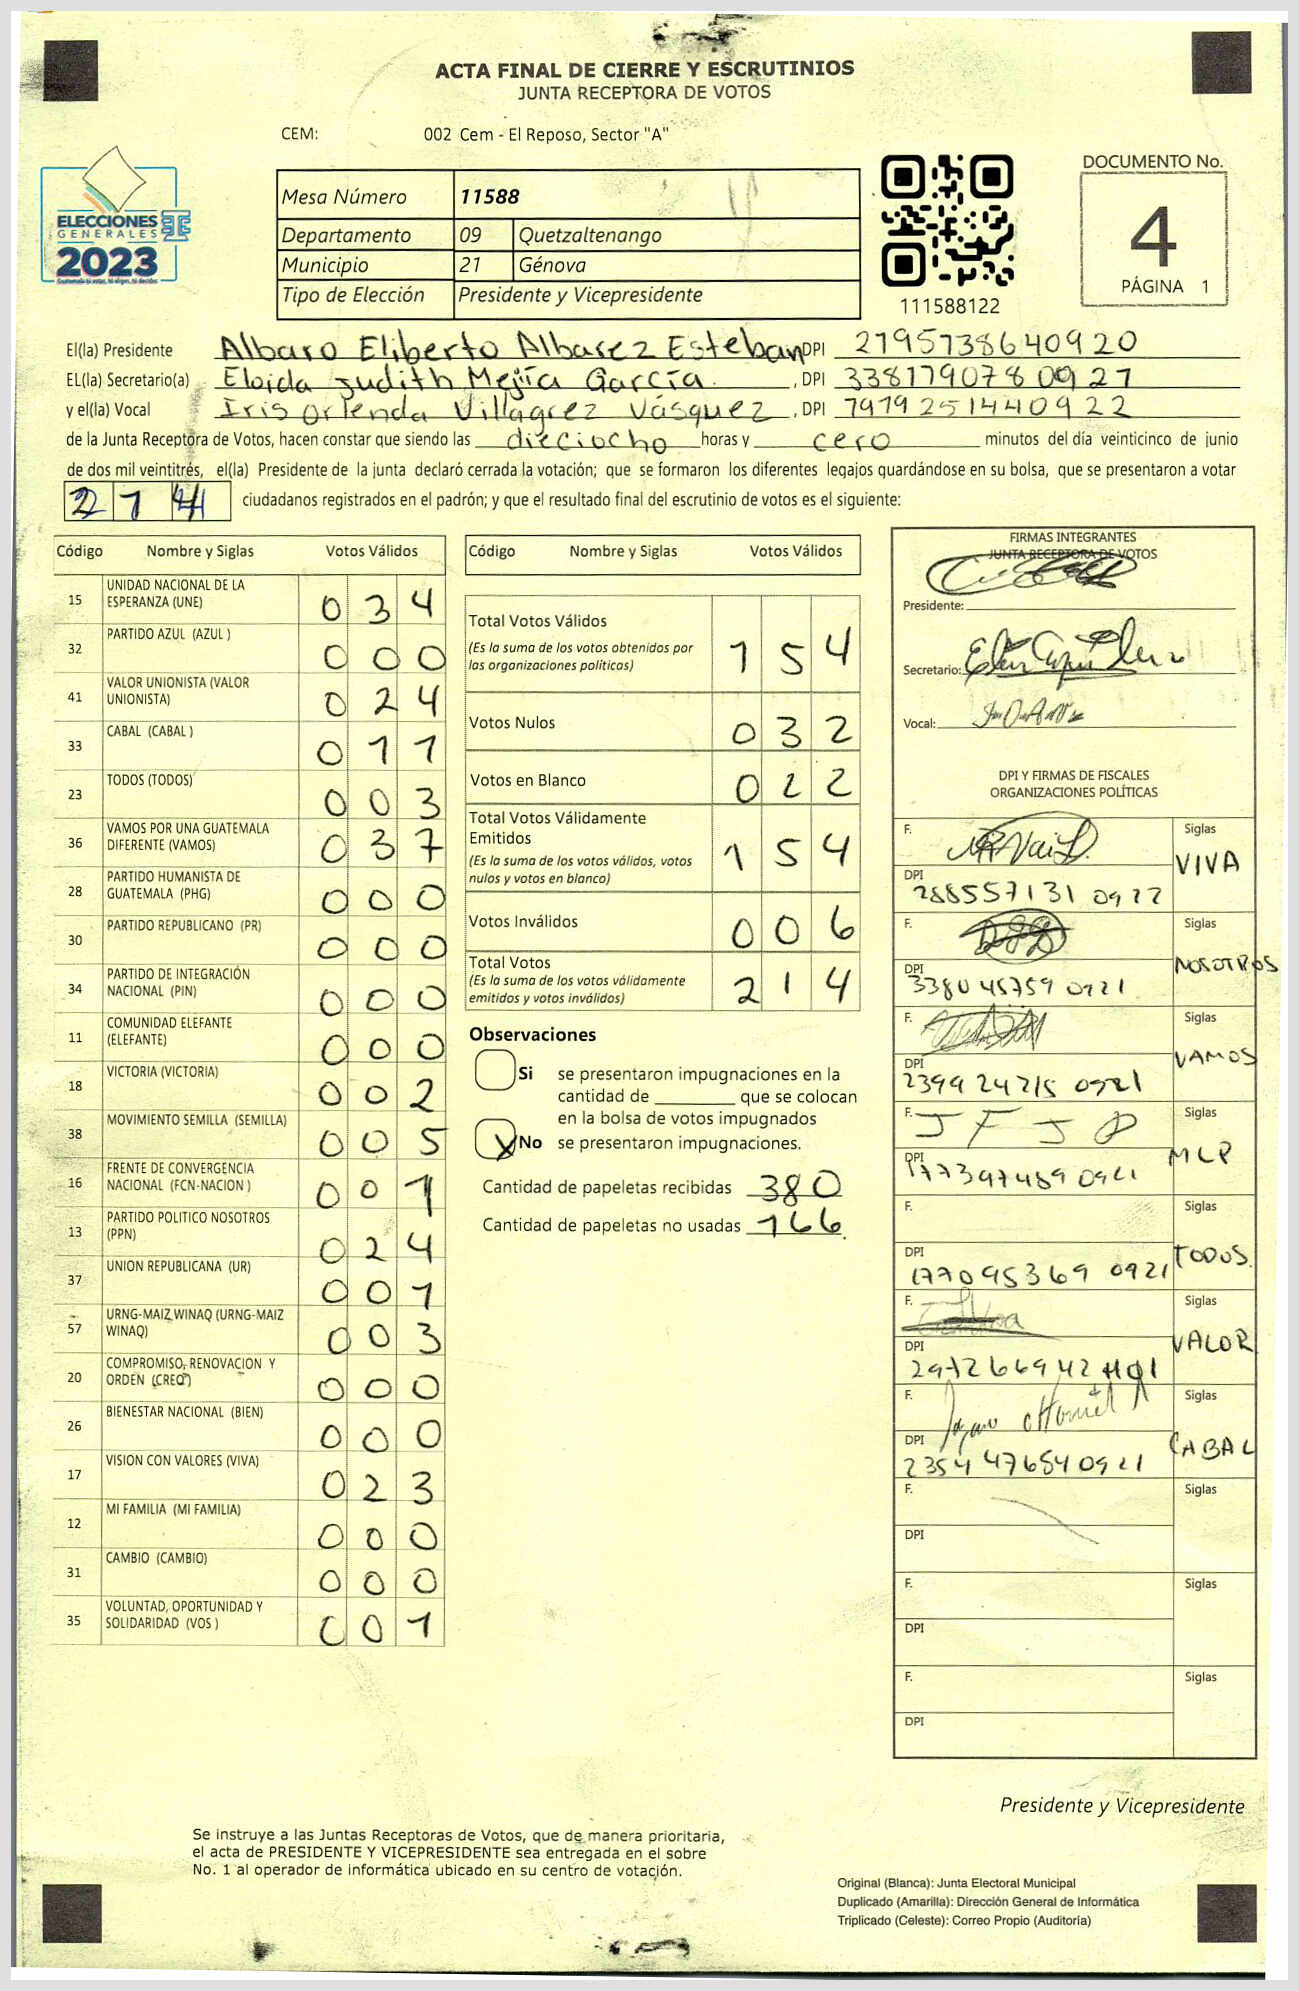 ACTA FINAL DE CIERRE Y ESCRUTINIOS
JUNTA RECEPTORA DE VOTOS
CEM: 002 Cem - El Reposo, Sector "A"
ELECCIONES
GENERALES
2023
Mesa Número 11588
Departamento 09 Quetzaltenango
Municipio 21 Génova
Tipo de Elección Presidente y Vicepresidente
111588122
DOCUMENTO No.
4
PÁGINA 1
El(la) Presidente Albaro Eliberto Albarez Esteban DPI 2795738640920
EL(la) Secretario(a) Eloida Judith Mejía García. , DPI 3381790780927
y el(la) Vocal Iris Orlenda Villagrez Vásquez , DPI 7979251440922
de la Junta Receptora de Votos, hacen constar que siendo las dieciocho horas y cero minutos del día veinticinco de junio
de dos mil veintitrés, el(la) Presidente de la junta declaró cerrada la votación; que se formaron los diferentes legajos quardándose en su bolsa, que se presentaron a votar
214 ciudadanos registrados en el padrón; y que el resultado final del escrutinio de votos es el siguiente:
Código Nombre y Siglas Votos Válidos
15 UNIDAD NACIONAL DE LA
ESPERANZA (UNE) 034
32 PARTIDO AZUL (AZUL ) 000
41 VALOR UNIONISTA (VALOR
UNIONISTA) 024
33 CABAL (CABAL ) 011
23 TODOS (TODOS) 003
36 VAMOS POR UNA GUATEMALA
DIFERENTE (VAMOS) 037
28 PARTIDO HUMANISTA DE
GUATEMALA (PHG) 000
30 PARTIDO REPUBLICANO (PR) 000
34 PARTIDO DE INTEGRACIÓN
NACIONAL (PIN) 000
11 COMUNIDAD ELEFANTE
(ELEFANTE) 000
18 VICTORIA (VICTORIA) 002
38 MOVIMIENTO SEMILLA (SEMILLA) 005
16 FRENTE DE CONVERGENCIA
NACIONAL (FCN-NACION ) 001
13 PARTIDO POLITICO NOSOTROS
(PPN) 024
37 UNION REPUBLICANA (UR) 001
57 URNG-MAIZ WINAQ (URNG-MAIZ
WINAQ) 003
20 COMPROMISO, RENOVACION Y
ORDEN (CREO) 000
26 BIENESTAR NACIONAL (BIEN) 000
17 VISION CON VALORES (VIVA) 023
12 MI FAMILIA (MI FAMILIA) 000
31 CAMBIO (CAMBIO) 000
35 VOLUNTAD, OPORTUNIDAD Y
SOLIDARIDAD (VOS ) 001
Código Nombre y Siglas Votos Válidos
Total Votos Válidos
(Es la suma de los votos obtenidos por
las organizaciones políticas) 154
Votos Nulos 032
Votos en Blanco 022
Total Votos Válidamente
Emitidos
(Es la suma de los votos válidos, votos
nulos y votos en blanco) 154
Votos Inválidos 006
Total Votos
(Es la suma de los votos válidamente
emitidos y votos inválidos) 214
Observaciones
Si se presentaron impugnaciones en la
cantidad de ________ que se colocan
en la bolsa de votos impugnados
X No se presentaron impugnaciones.
Cantidad de papeletas recibidas 380
Cantidad de papeletas no usadas 166.
FIRMAS INTEGRANTES
JUNTA RECEPTORA DE VOTOS
Presidente:
Secretario:
Vocal:
DPI Y FIRMAS DE FISCALES
ORGANIZACIONES POLÍTICAS
F. Siglas
VIVA
DPI
288557131 0922
F. Siglas
NOSOTROS
DPI
3380 45759 0921
F. Siglas
VAMOS
DPI
2399 24215 0921
F. J F J P Siglas
MLP
DPI
177397489 0921
F. Siglas
TODOS.
DPI
177095369 0921
F. Siglas
VALOR
DPI
297266942 1101
F. Siglas
CABAL
DPI
2354 47684 0921
F. Siglas
DPI
F. Siglas
DPI
F. Siglas
DPI
Presidente y Vicepresidente
Se instruye a las Juntas Receptoras de Votos, que de manera prioritaria,
el acta de PRESIDENTE Y VICEPRESIDENTE sea entregada en el sobre
No. 1 al operador de informática ubicado en su centro de votación.
Original (Blanca): Junta Electoral Municipal
Duplicado (Amarilla): Dirección General de Informática
Triplicado (Celeste): Correo Propio (Auditoría)